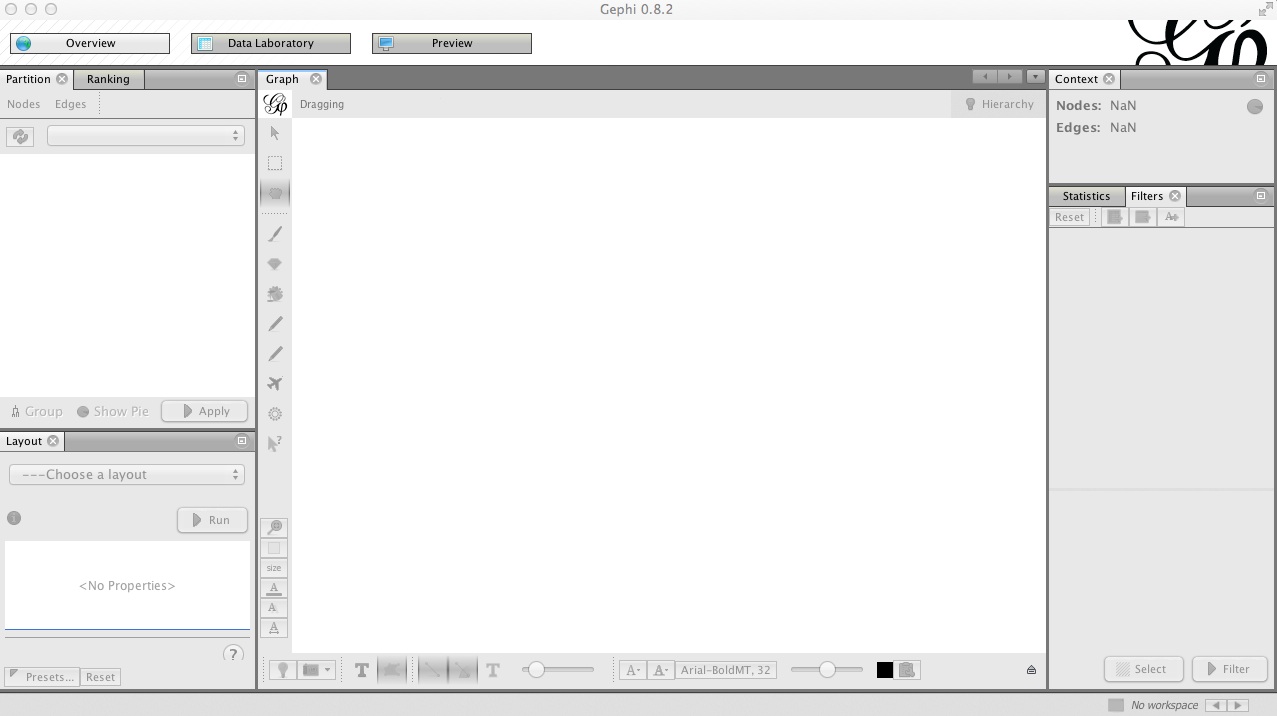 Gephi 0.8.2
Overview
Data Laboratory
Preview
Partition
Ranking
Nodes Edges
Group
Show Pie
Apply
Layout
---Choose a layout
Run
<No Properties>
?
Presets...
Reset
Graph
Dragging
Hierarchy
size
Arial-BoldMT, 32
Context
Nodes: NaN
Edges: NaN
Statistics
Filters
Reset
Select
Filter
No workspace